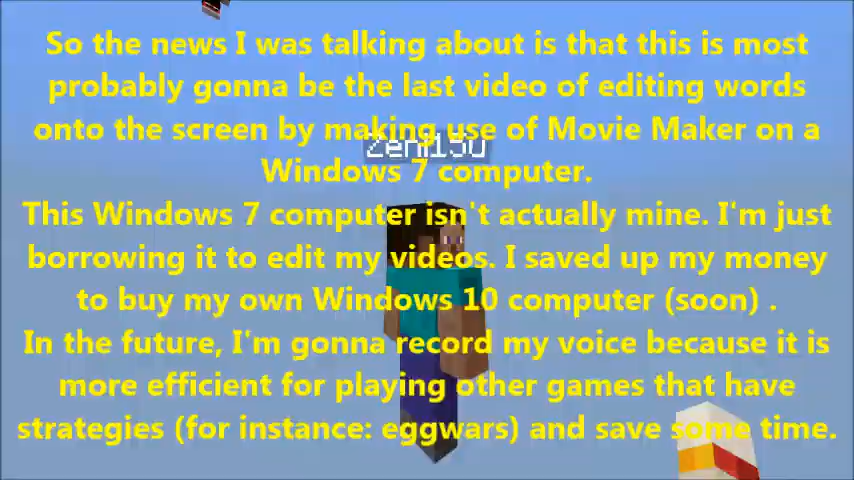 So the news I was talking about is that this is most
probably gonna be the last video of editing words
onto the screen by making use of Movie Maker on a
Windows 7 computer.
This Windows 7 computer isn't actually mine. I'm just
borrowing it to edit my videos. I saved up my money
to buy my own Windows 10 computer (soon) .
In the future, I'm gonna record my voice because it is
more efficient for playing other games that have
strategies (for instance: eggwars) and save some time.